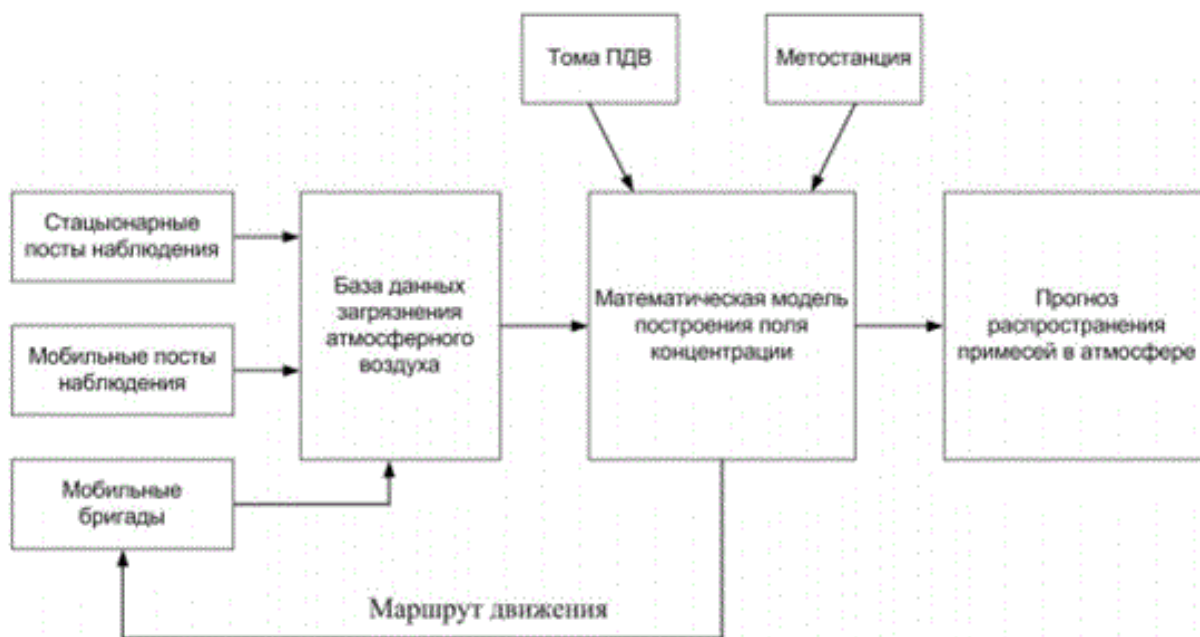 Тома ПДВ
Метостанция
Стацыонарные
посты наблюдения
Мобильные посты
наблюдения
Мобильные
бригады
База данных
загрязнения
атмосферного
воздуха
Математическая модель
построения поля
концентрации
Прогноз
распространения
примесей в атмосфере
Маршрут движения